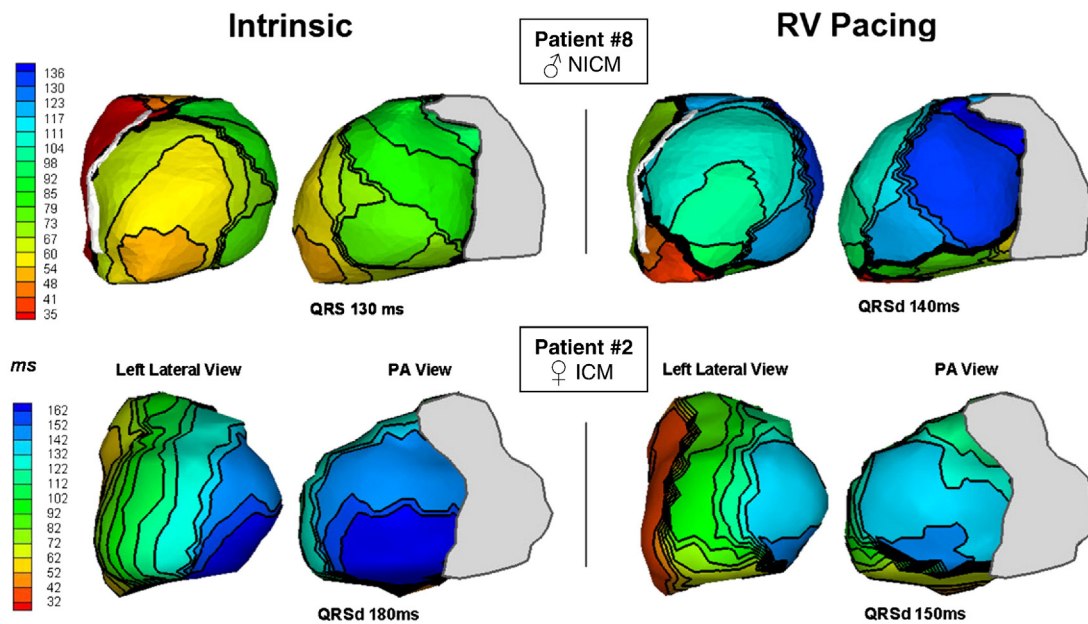 Intrinsic
RV Pacing
Patient #8
♂ NICM
136
130
123
117
111
104
98
92
85
79
73
67
60
54
48
41
35
QRS 130 ms
QRSd 140ms
Patient #2
♀ ICM
ms
Left Lateral View
PA View
Left Lateral View
PA View
162
152
142
132
122
112
102
92
82
72
62
52
42
32
QRSd 180ms
QRSd 150ms